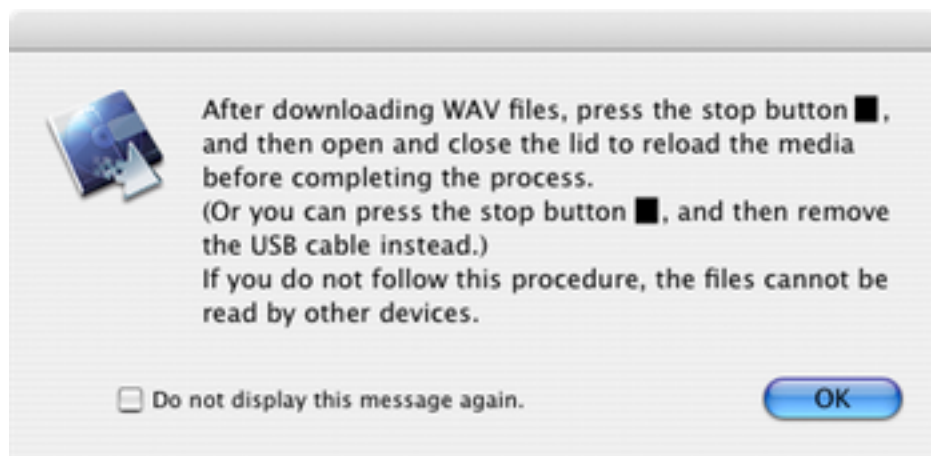 After downloading WAV files, press the stop button ■,
and then open and close the lid to reload the media
before completing the process.
(Or you can press the stop button ■, and then remove
the USB cable instead.)
If you do not follow this procedure, the files cannot be
read by other devices.
Do not display this message again.
OK